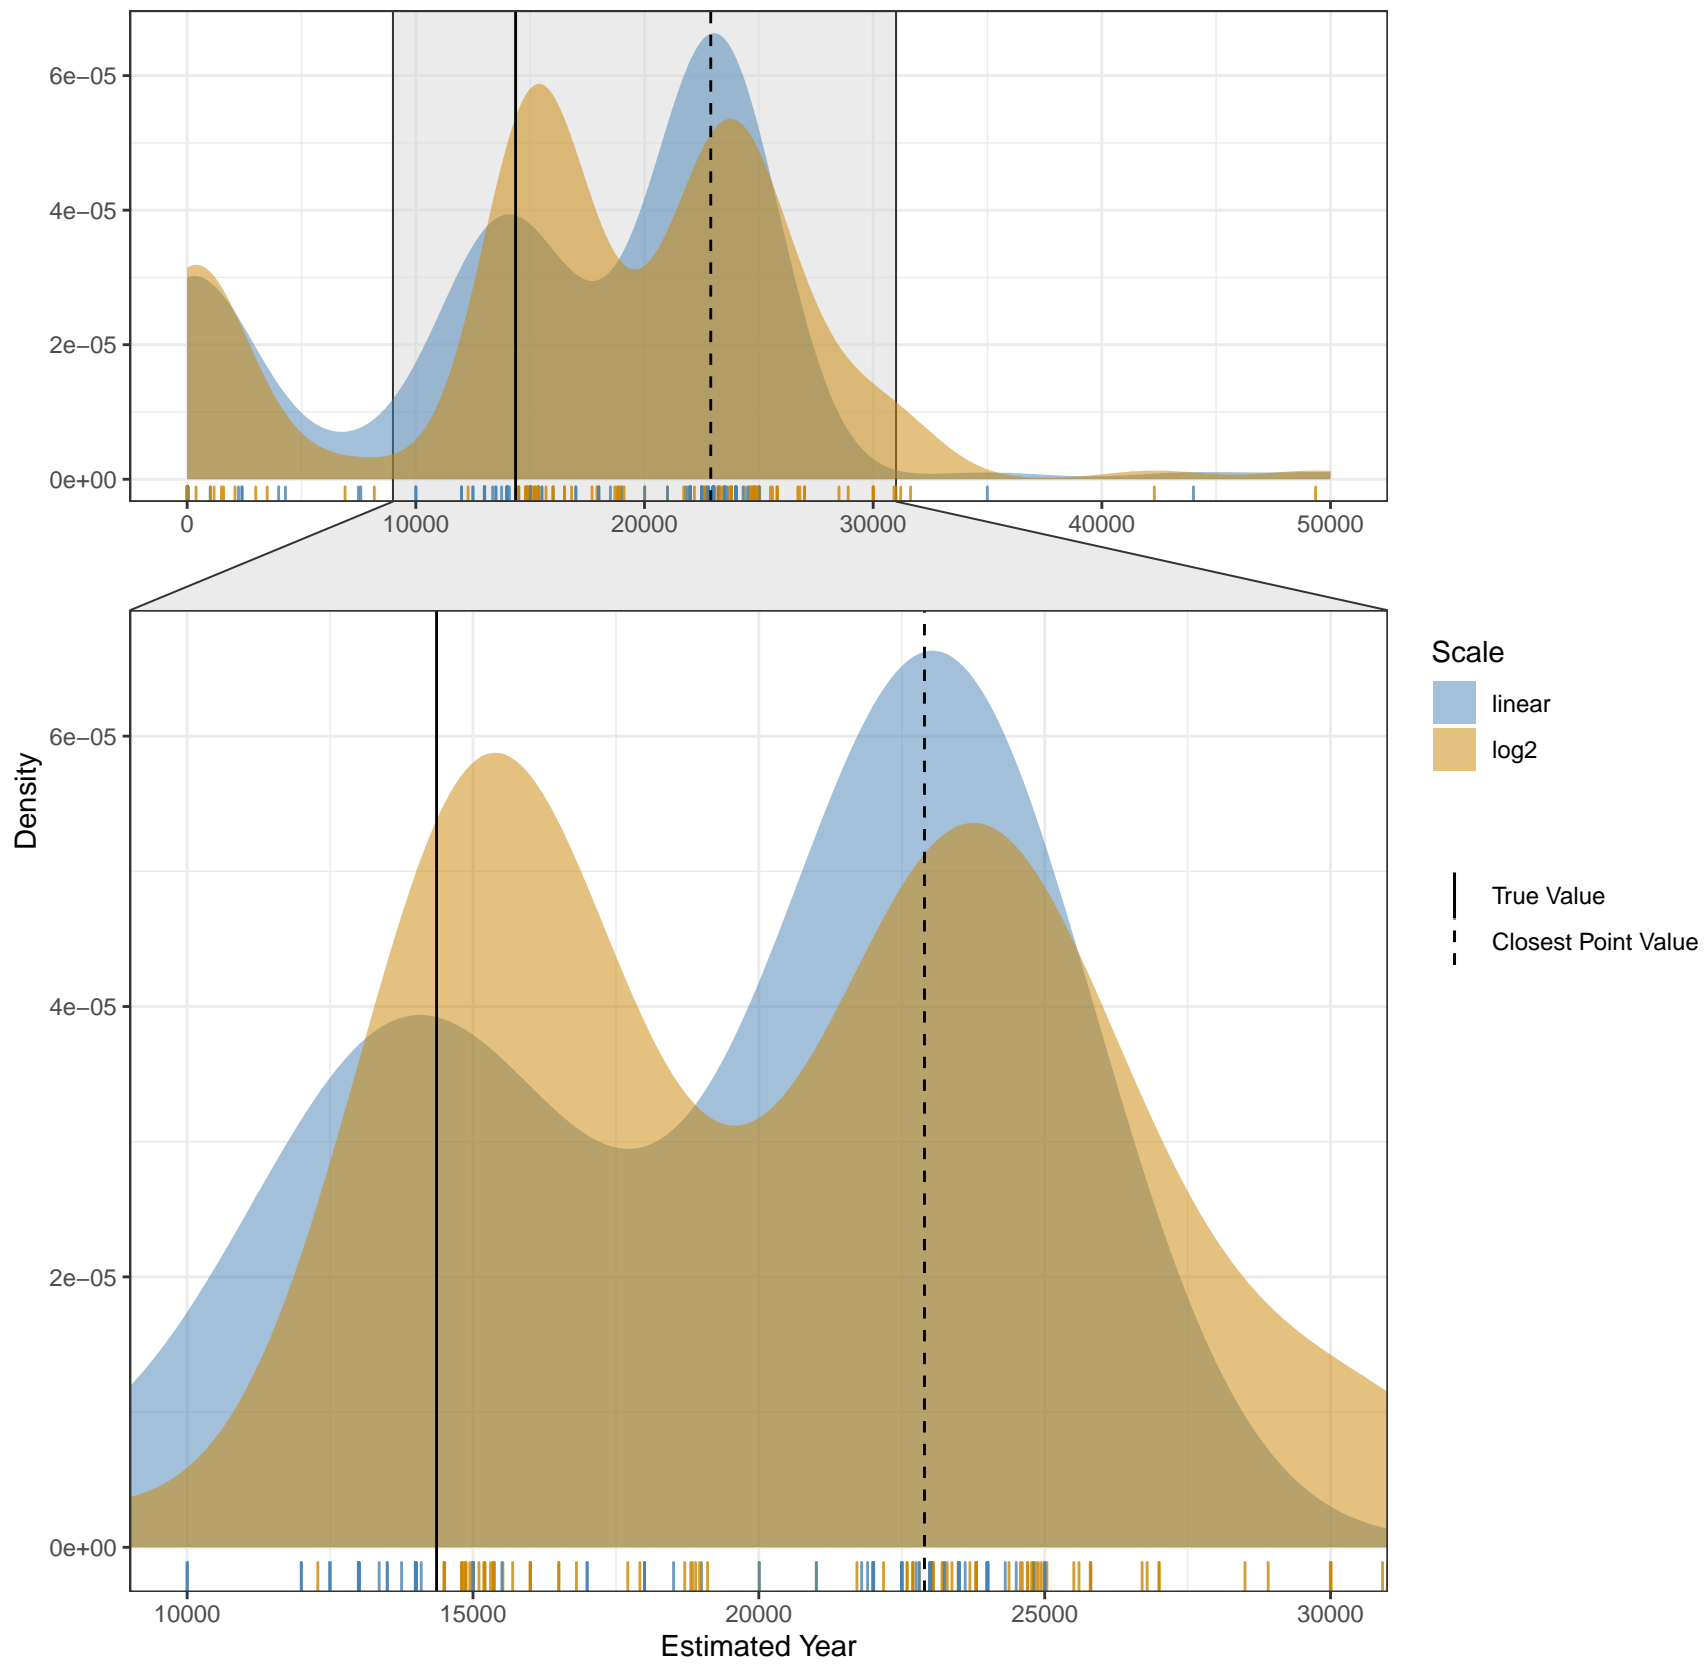 6e−05
4e−05
2e−05
0e+00
0 10000 20000 30000 40000 50000
Density
6e−05
4e−05
2e−05
0e+00
10000 15000 20000 25000 30000
Estimated Year
Scale
linear
log2
True Value
Closest Point Value